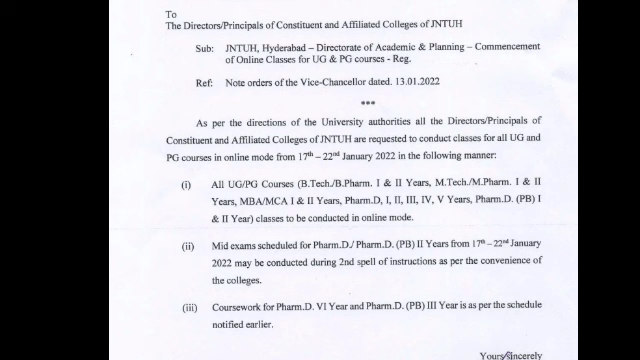 To
The Directors/Principals of Constituent and Affiliated Colleges of JNTUH
Sub: JNTUH, Hyderabad – Directorate of Academic & Planning – Commencement
of Online Classes for UG & PG courses - Reg.
Ref: Note orders of the Vice-Chancellor dated. 13.01.2022
***
As per the directions of the University authorities all the Directors/Principals of
Constituent and Affiliated Colleges of JNTUH are requested to conduct classes for all UG and
PG courses in online mode from 17th – 22nd January 2022 in the following manner:
(i) All UG/PG Courses (B.Tech./B.Pharm. I & II Years, M.Tech./M.Pharm. I & II
Years, MBA/MCA I & II Years, Pharm.D, I, II, III, IV, V Years, Pharm.D. (PB) I
& II Year) classes to be conducted in online mode.
(ii) Mid exams scheduled for Pharm.D./ Pharm.D. (PB) II Years from 17th – 22nd January
2022 may be conducted during 2nd spell of instructions as per the convenience of
the colleges.
(iii) Coursework for Pharm.D. VI Year and Pharm.D. (PB) III Year is as per the schedule
notified earlier.
Yours Sincerely